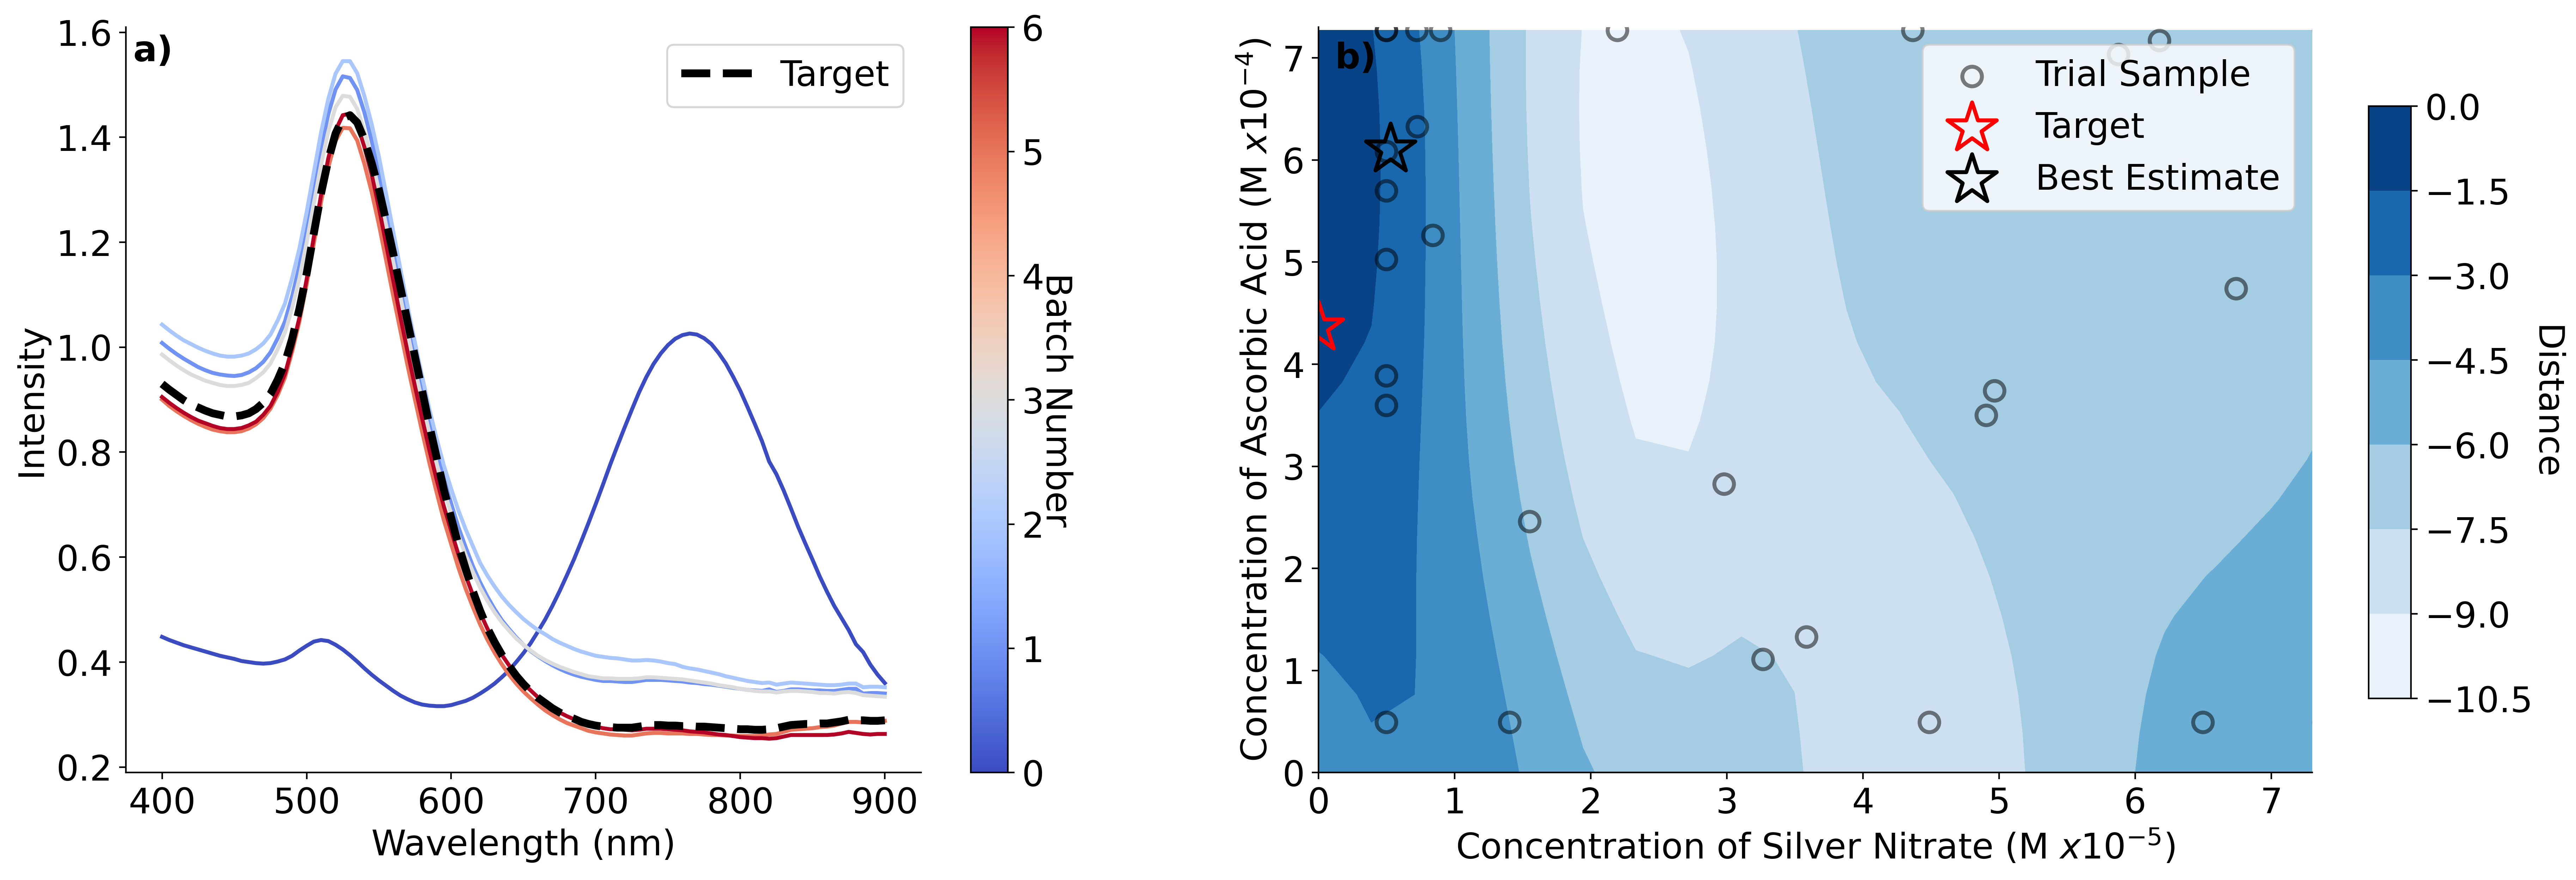 a)
Target
1.6
1.4
1.2
1.0
0.8
0.6
0.4
0.2
Intensity
400 500 600 700 800 900
Wavelength (nm)
6
5
4
3
2
1
0
Batch Number
b)
Trial Sample
Target
Best Estimate
7
6
5
4
3
2
1
0
Concentration of Ascorbic Acid (M x10⁻⁴)
0 1 2 3 4 5 6 7
Concentration of Silver Nitrate (M x10⁻⁵)
0.0
−1.5
−3.0
−4.5
−6.0
−7.5
−9.0
−10.5
Distance